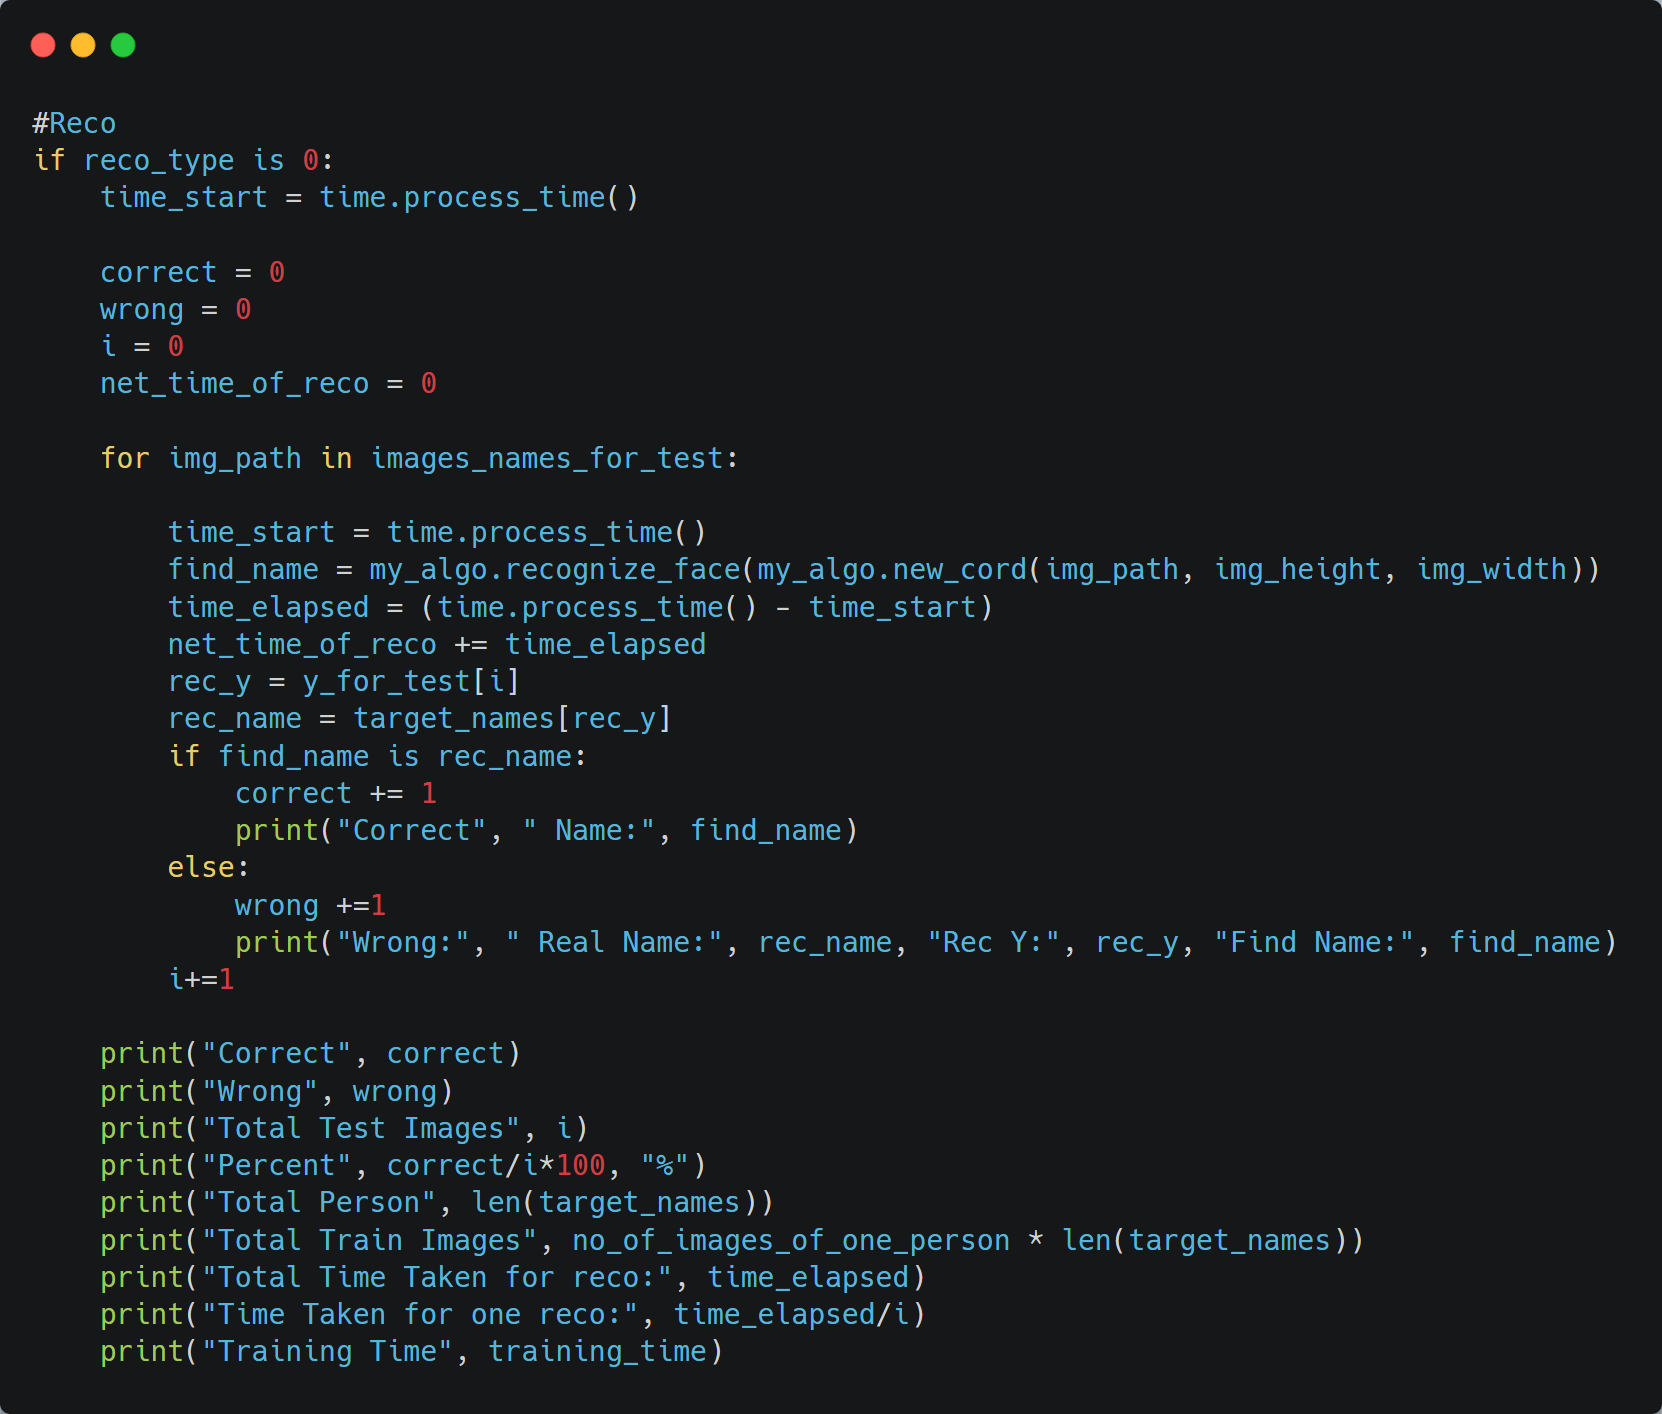 #Reco
if reco_type is 0:
    time_start = time.process_time()

    correct = 0
    wrong = 0
    i = 0
    net_time_of_reco = 0

    for img_path in images_names_for_test:

        time_start = time.process_time()
        find_name = my_algo.recognize_face(my_algo.new_cord(img_path, img_height, img_width))
        time_elapsed = (time.process_time() - time_start)
        net_time_of_reco += time_elapsed
        rec_y = y_for_test[i]
        rec_name = target_names[rec_y]
        if find_name is rec_name:
            correct += 1
            print("Correct", " Name:", find_name)
        else:
            wrong +=1
            print("Wrong:", " Real Name:", rec_name, "Rec Y:", rec_y, "Find Name:", find_name)
        i+=1

    print("Correct", correct)
    print("Wrong", wrong)
    print("Total Test Images", i)
    print("Percent", correct/i*100, "%")
    print("Total Person", len(target_names))
    print("Total Train Images", no_of_images_of_one_person * len(target_names))
    print("Total Time Taken for reco:", time_elapsed)
    print("Time Taken for one reco:", time_elapsed/i)
    print("Training Time", training_time)